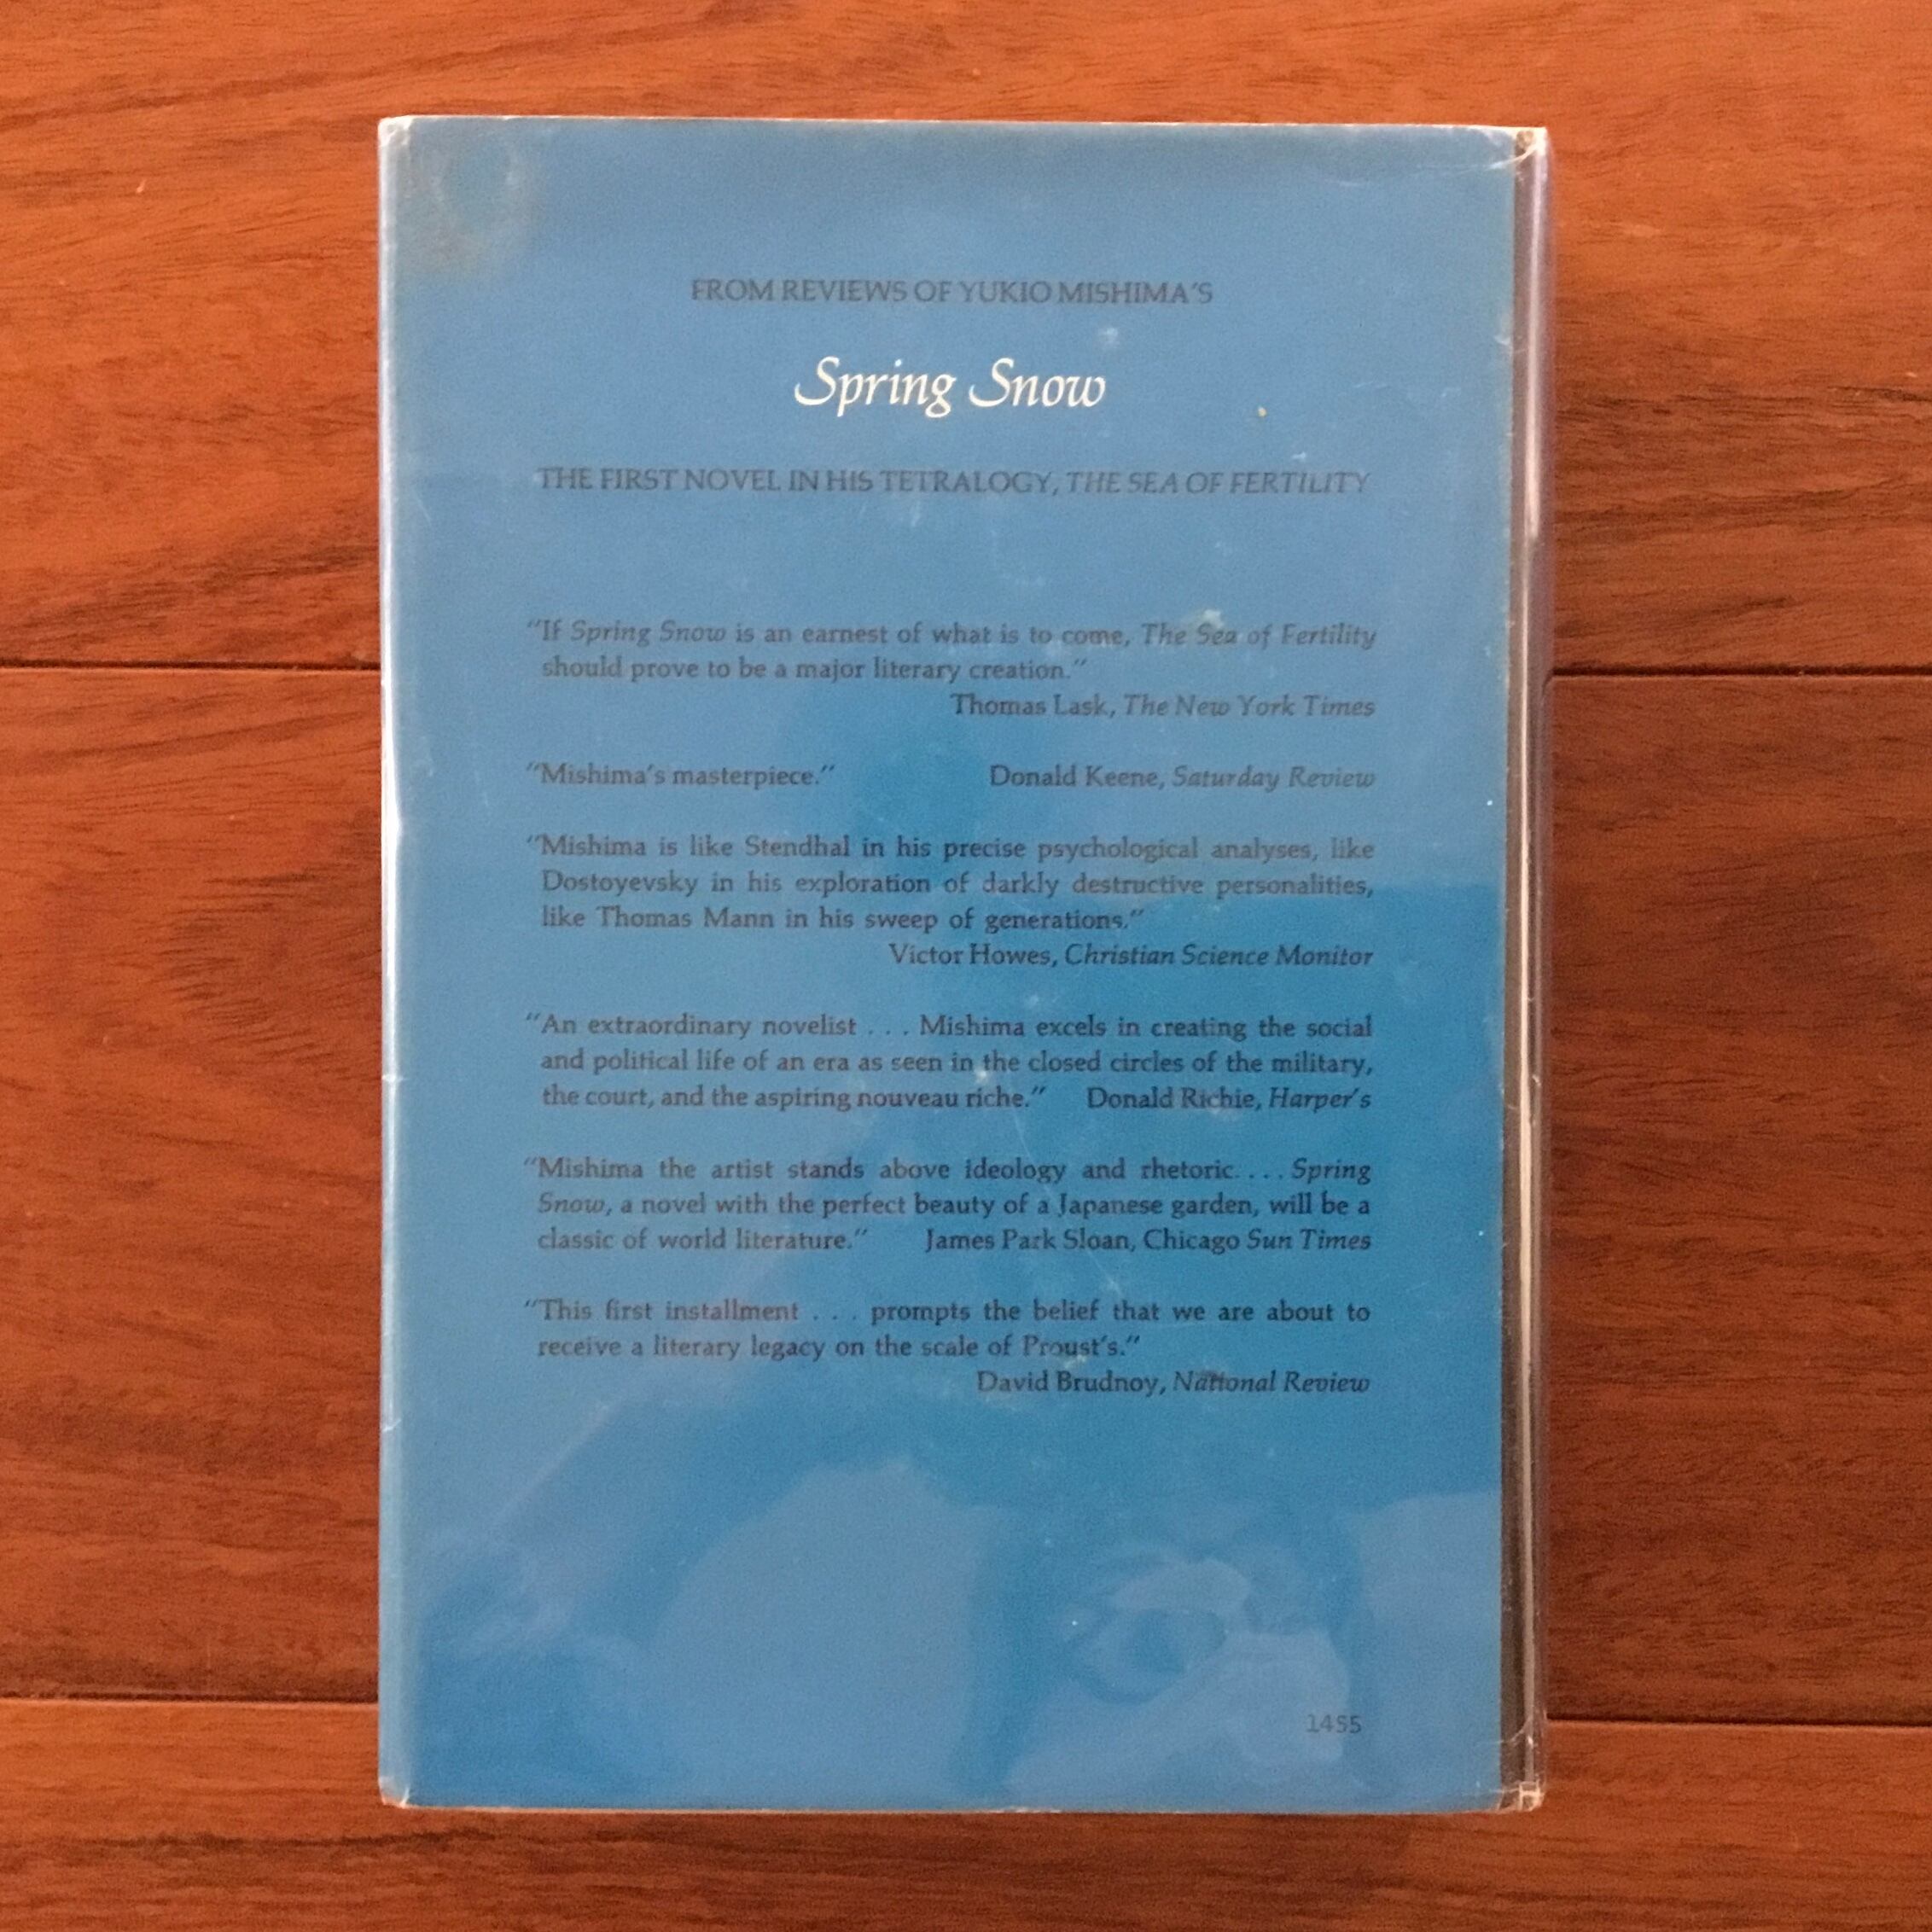 FROM REVIEWS OF YUKIO MISHIMA'S
Spring Snow
THE FIRST NOVEL IN HIS TETRALOGY, THE SEA OF FERTILITY
“If Spring Snow is an earnest of what is to come, The Sea of Fertility
should prove to be a major literary creation.”
Thomas Lask, The New York Times
“Mishima's masterpiece.” Donald Keene, Saturday Review
“Mishima is like Stendhal in his precise psychological analyses, like
Dostoyevsky in his exploration of darkly destructive personalities,
like Thomas Mann in his sweep of generations.”
Victor Howes, Christian Science Monitor
“An extraordinary novelist . . . Mishima excels in creating the social
and political life of an era as seen in the closed circles of the military,
the court, and the aspiring nouveau riche.” Donald Richie, Harper's
“Mishima the artist stands above ideology and rhetoric. . . . Spring
Snow, a novel with the perfect beauty of a Japanese garden, will be a
classic of world literature.” James Park Sloan, Chicago Sun Times
“This first installment . . . prompts the belief that we are about to
receive a literary legacy on the scale of Proust's.”
David Brudnoy, National Review
1455